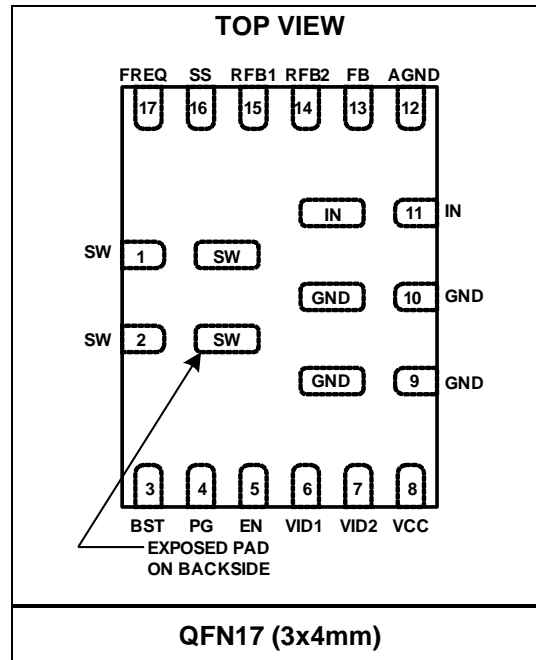 TOP VIEW
FREQ SS RFB1 RFB2 FB AGND
17 16 15 14 13 12
IN 11 IN
SW 1 SW
GND 10 GND
SW 2 SW
GND 9 GND
3 4 5 6 7 8
BST PG EN VID1 VID2 VCC
EXPOSED PAD
ON BACKSIDE
QFN17 (3x4mm)